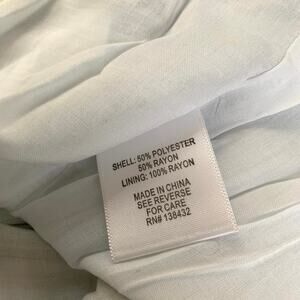 SHELL: 50% POLYESTER
50% RAYON
LINING: 100% RAYON
MADE IN CHINA
SEE REVERSE
FOR CARE
RN# 138432